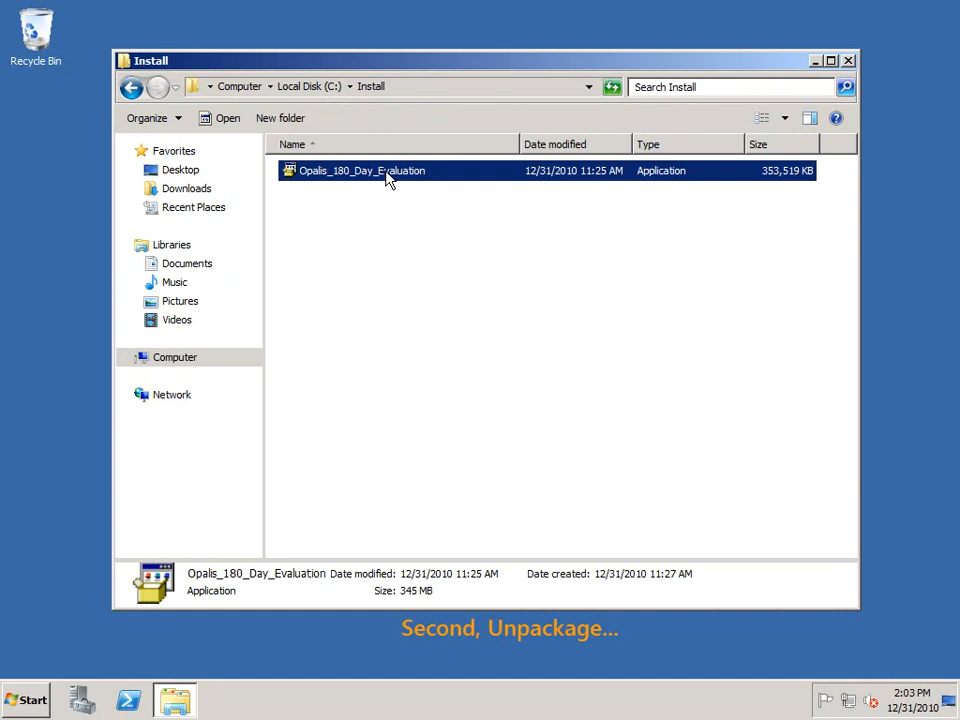 Recycle Bin
Install
Computer Local Disk (C:) Install
Search Install
Organize Open New folder
Name Date modified Type Size
Favorites
Desktop
Downloads
Recent Places
Libraries
Documents
Music
Pictures
Videos
Computer
Network
Opalis_180_Day_Evaluation 12/31/2010 11:25 AM Application 353,519 KB
Opalis_180_Day_Evaluation Date modified: 12/31/2010 11:25 AM Date created: 12/31/2010 11:27 AM
Application Size: 345 MB
Second, Unpackage...
Start
2:03 PM
12/31/2010